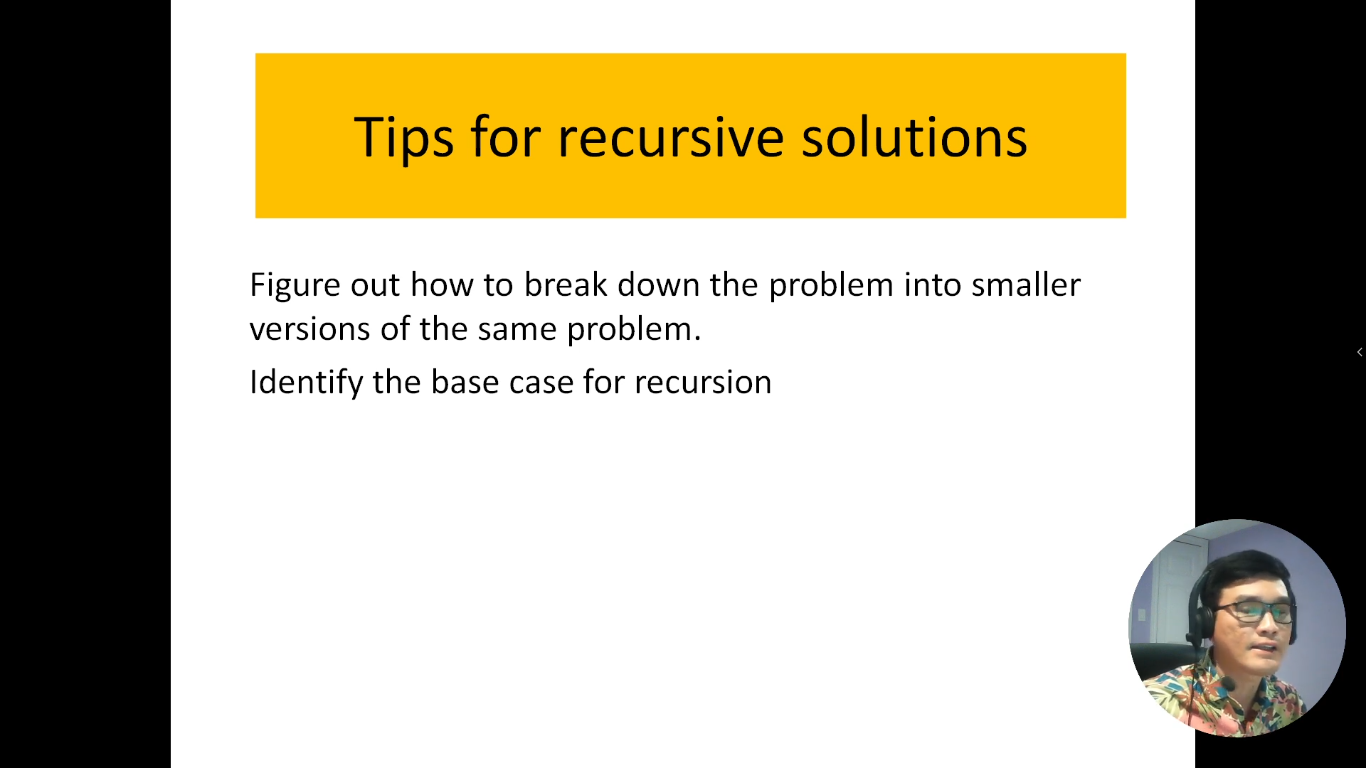 Tips for recursive solutions
Figure out how to break down the problem into smaller
versions of the same problem.
Identify the base case for recursion